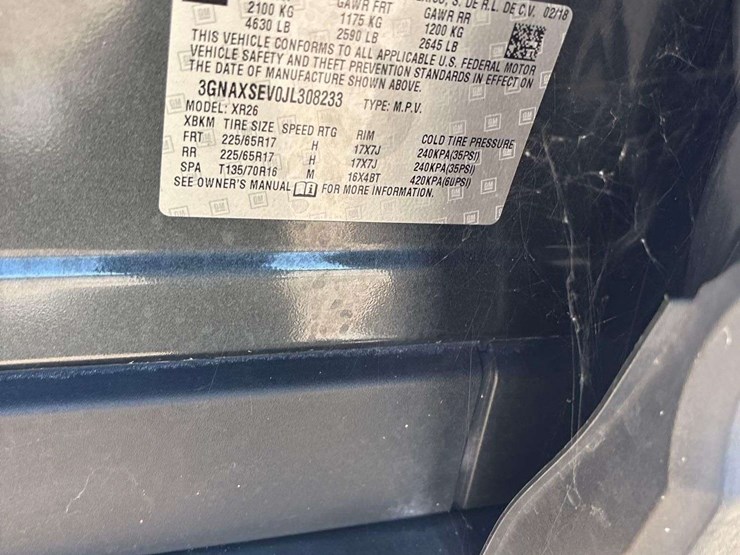 S. DE R.L. DE C.V. 02/18
GAWR FRT GAWR RR
2100 KG 1175 KG 1200 KG
4630 LB 2590 LB 2645 LB
THIS VEHICLE CONFORMS TO ALL APPLICABLE U.S. FEDERAL MOTOR
VEHICLE SAFETY AND THEFT PREVENTION STANDARDS IN EFFECT ON
THE DATE OF MANUFACTURE SHOWN ABOVE.
3GNAXSEV0JL308233 TYPE: M.P.V.
MODEL: XR26
XBKM TIRE SIZE SPEED RTG RIM COLD TIRE PRESSURE
FRT 225/65R17 H 17X7J 240KPA(35PSI)
RR 225/65R17 H 17X7J 240KPA(35PSI)
SPA T135/70R16 M 16X4BT 420KPA(60PSI)
SEE OWNER'S MANUAL FOR MORE INFORMATION.